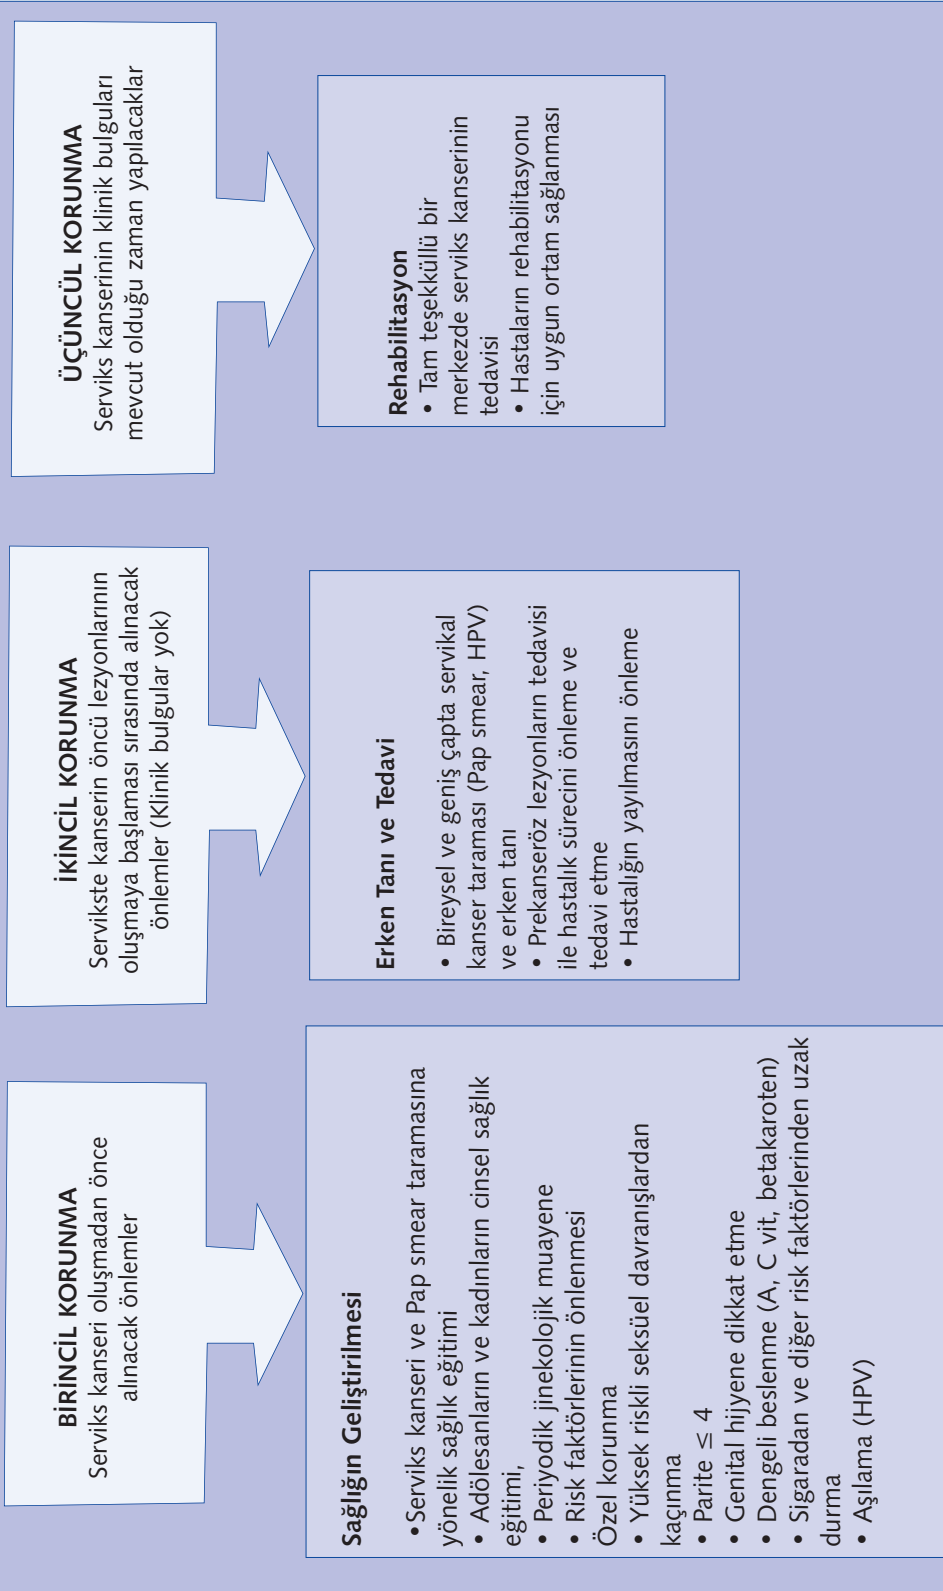 BİRİNCİL KORUNMA
Serviks kanseri oluşmadan önce
alınacak önlemler
Sağlığın Geliştirilmesi
•Serviks kanseri ve Pap smear taramasına
yönelik sağlık eğitimi
• Adölesanların ve kadınların cinsel sağlık
eğitimi,
• Periyodik jinekolojik muayene
• Risk faktörlerinin önlenmesi
Özel korunma
• Yüksek riskli seksüel davranışlardan
kaçınma
• Parite ≤ 4
• Genital hijyene dikkat etme
• Dengeli beslenme (A, C vit, betakaroten)
• Sigaradan ve diğer risk faktörlerinden uzak
durma
• Aşılama (HPV)
İKİNCİL KORUNMA
Servikste kanserin öncü lezyonlarının
oluşmaya başlaması sırasında alınacak
önlemler (Klinik bulgular yok)
Erken Tanı ve Tedavi
• Bireysel ve geniş çapta servikal
kanser taraması (Pap smear, HPV)
ve erken tanı
• Prekanseröz lezyonların tedavisi
ile hastalık sürecini önleme ve
tedavi etme
• Hastalığın yayılmasını önleme
ÜÇÜNCÜL KORUNMA
Serviks kanserinin klinik bulguları
mevcut olduğu zaman yapılacaklar
Rehabilitasyon
• Tam teşekküllü bir
merkezde serviks kanserinin
tedavisi
• Hastaların rehabilitasyonu
için uygun ortam sağlanması